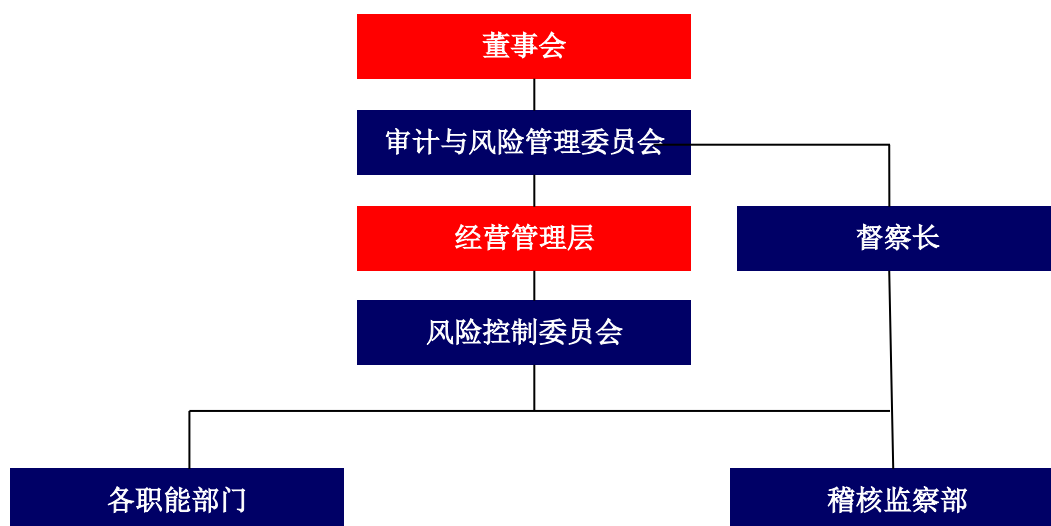 董事会
审计与风险管理委员会
经营管理层
督察长
风险控制委员会
各职能部门
稽核监察部